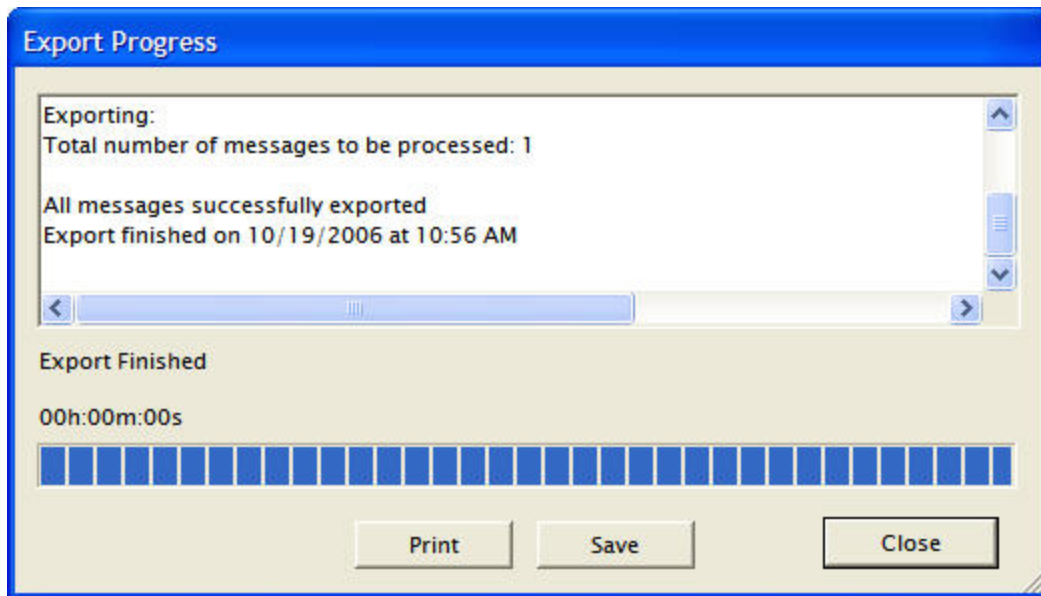 Export Progress
Exporting:
Total number of messages to be processed: 1
All messages successfully exported
Export finished on 10/19/2006 at 10:56 AM
Export Finished
00h:00m:00s
Print Save Close